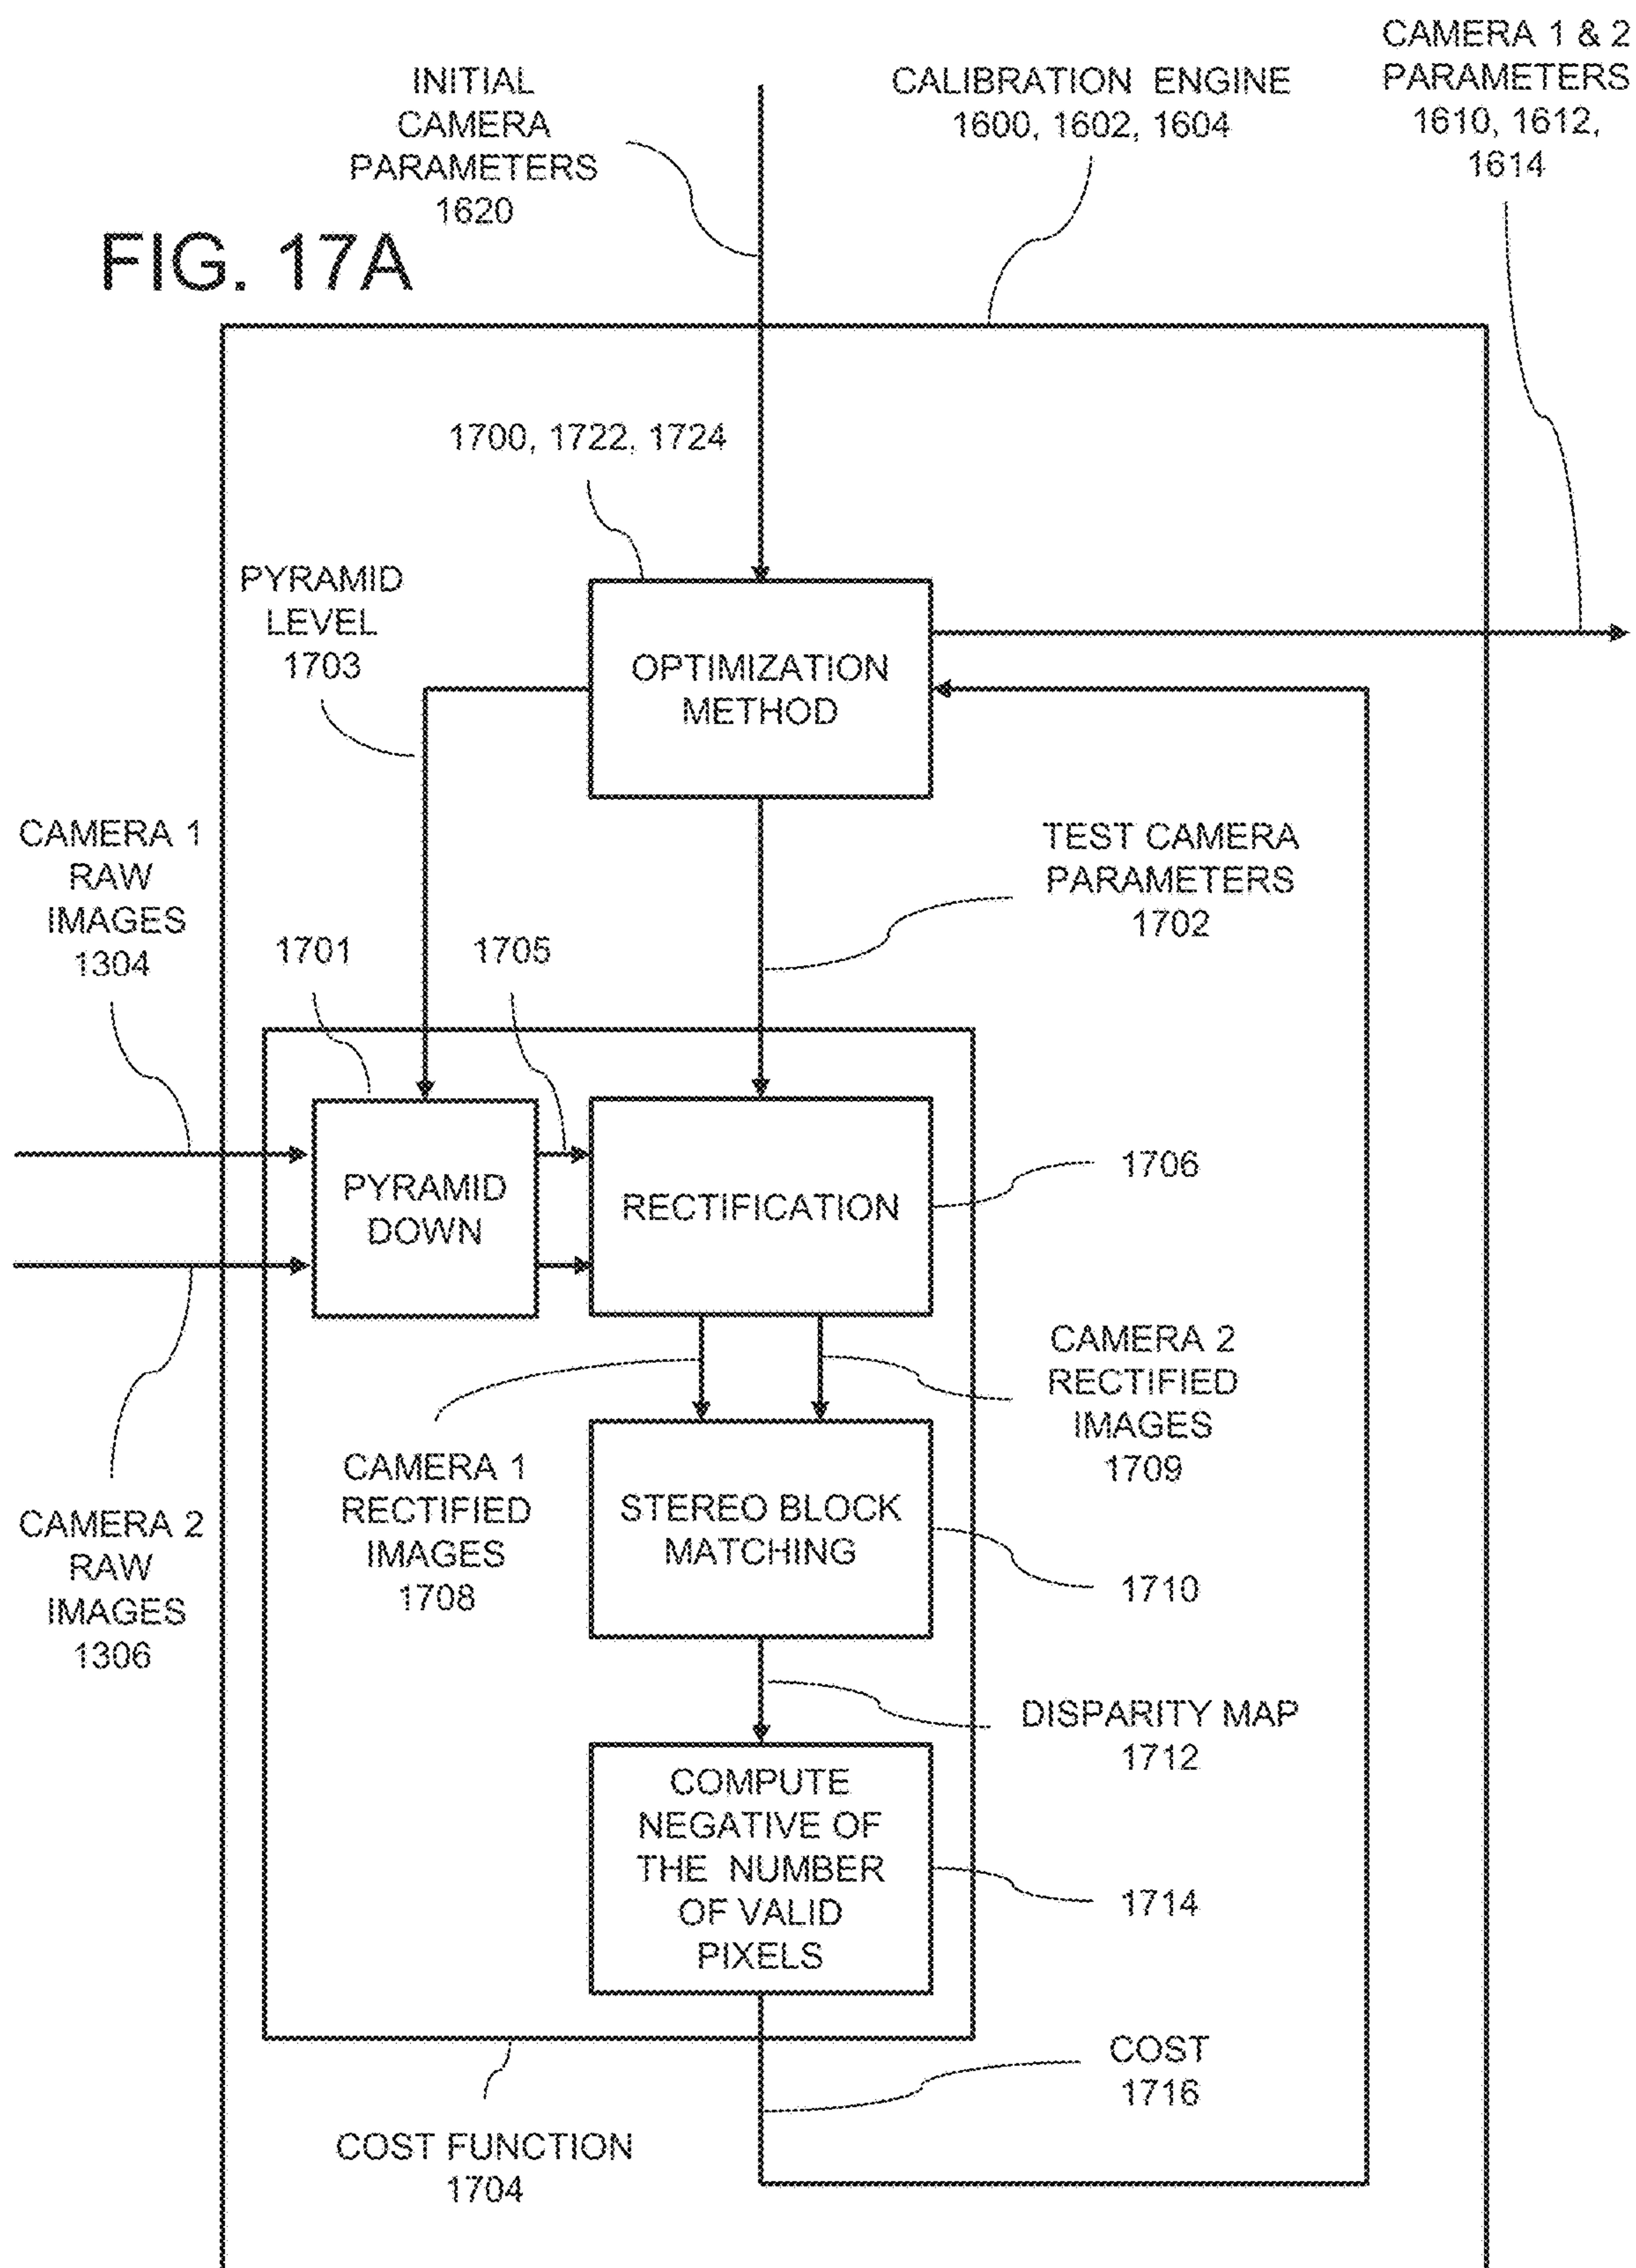 CAMERA 1 & 2
PARAMETERS
1610, 1612,
1614
INITIAL
CAMERA
PARAMETERS
1620
CALIBRATION ENGINE
1600, 1602, 1604
FIG. 17A
1700, 1722, 1724
PYRAMID
LEVEL
1703
OPTIMIZATION
METHOD
CAMERA 1
RAW
IMAGES
1304
TEST CAMERA
PARAMETERS
1702
1701
1705
PYRAMID
DOWN
RECTIFICATION
1706
CAMERA 2
RECTIFIED
IMAGES
1709
CAMERA 1
RECTIFIED
IMAGES
1708
STEREO BLOCK
MATCHING
1710
CAMERA 2
RAW
IMAGES
1306
DISPARITY MAP
1712
COMPUTE
NEGATIVE OF
THE NUMBER
OF VALID
PIXELS
1714
COST
1716
COST FUNCTION
1704